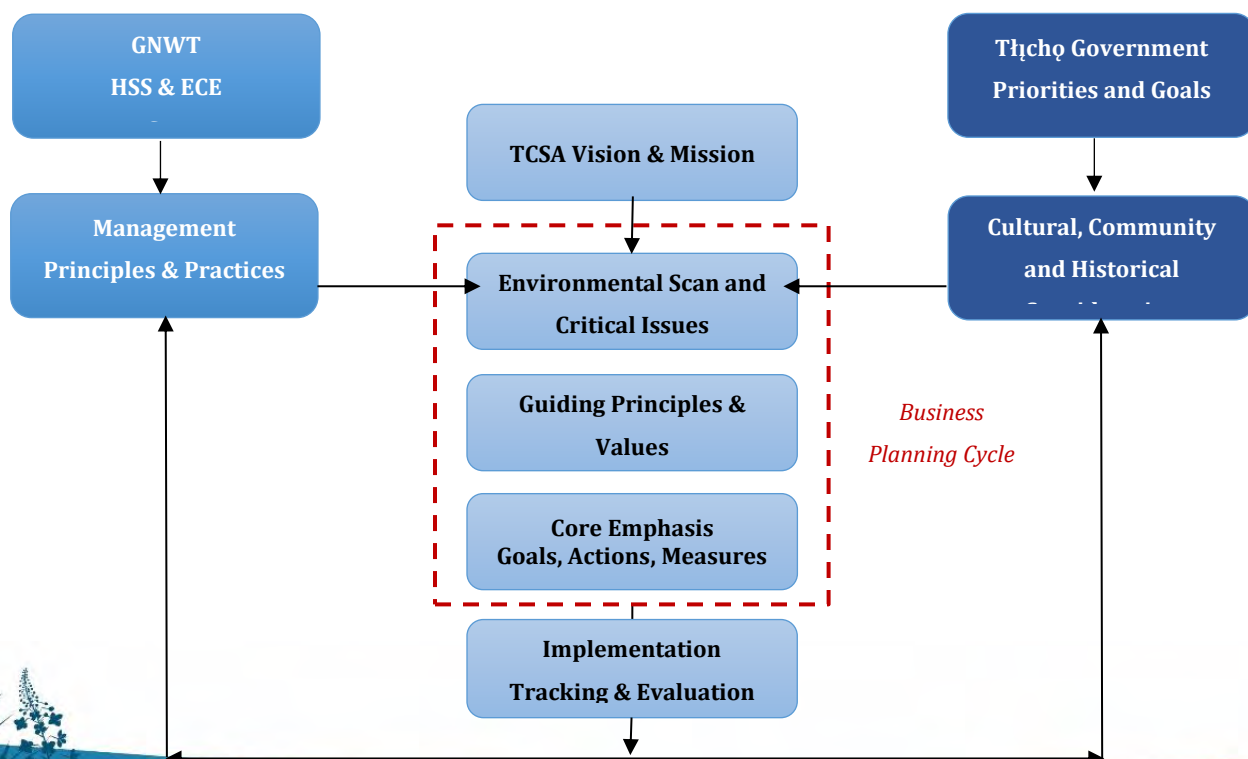 GNWT
HSS & ECE
Tłı̨chǫ Government
Priorities and Goals
TCSA Vision & Mission
Management
Principles & Practices
Cultural, Community
and Historical
Environmental Scan and
Critical Issues
Guiding Principles &
Values
Business
Planning Cycle
Core Emphasis
Goals, Actions, Measures
Implementation
Tracking & Evaluation